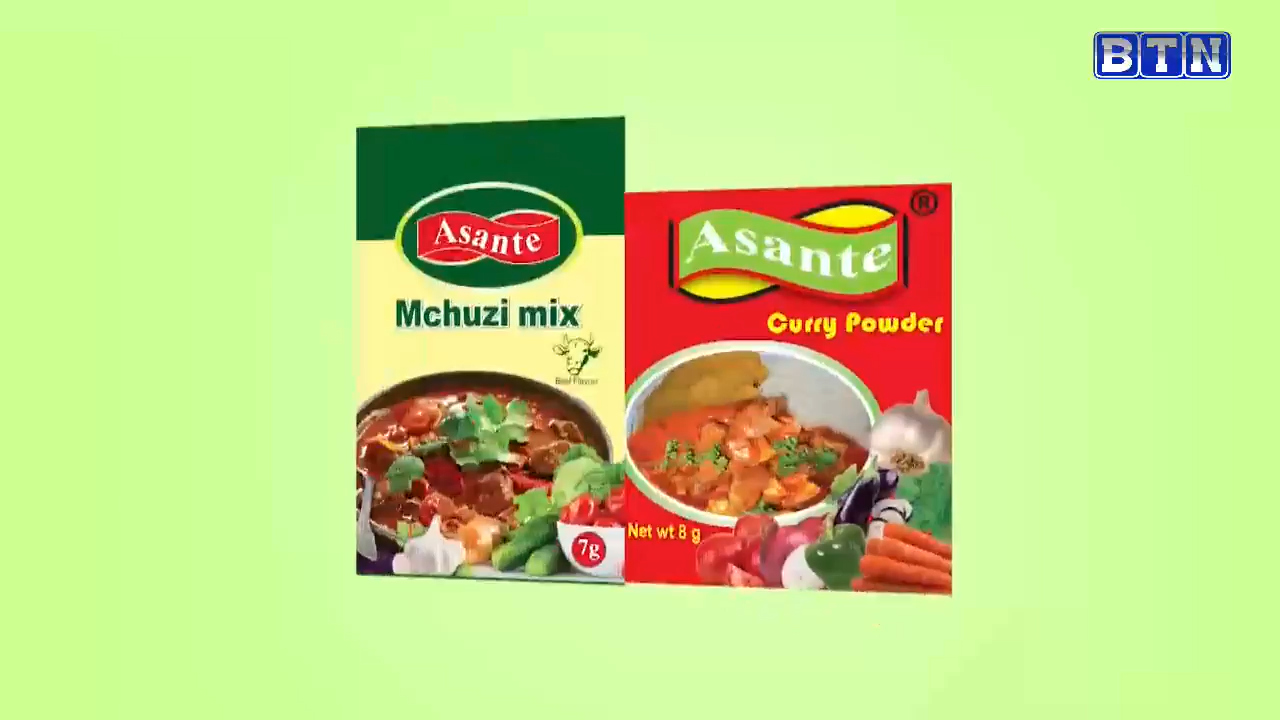 BTN
Asante
Mchuzi mix
Beef Flavour
7g
Asante®
Curry Powder
Net wt 8 g